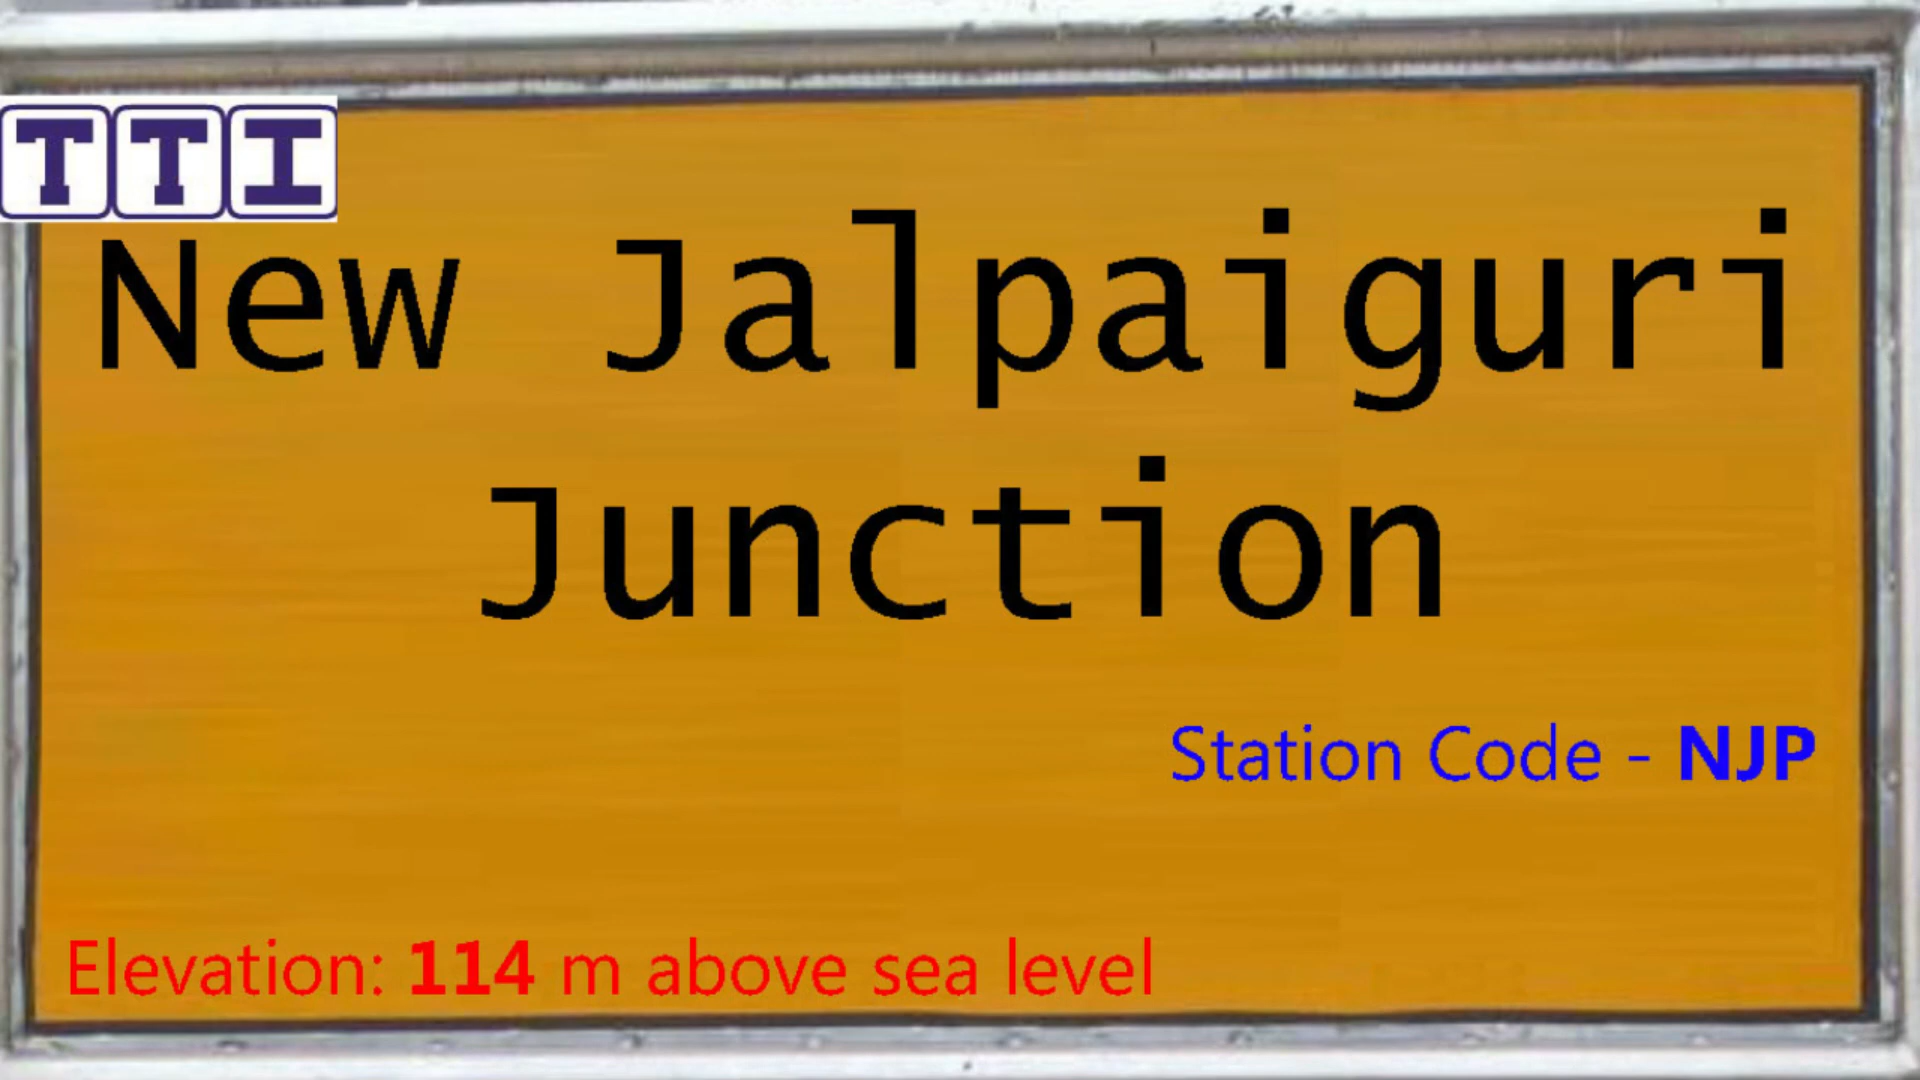 TTI
New Jalpaiguri
Junction
Station Code - NJP
Elevation: 114 m above sea level